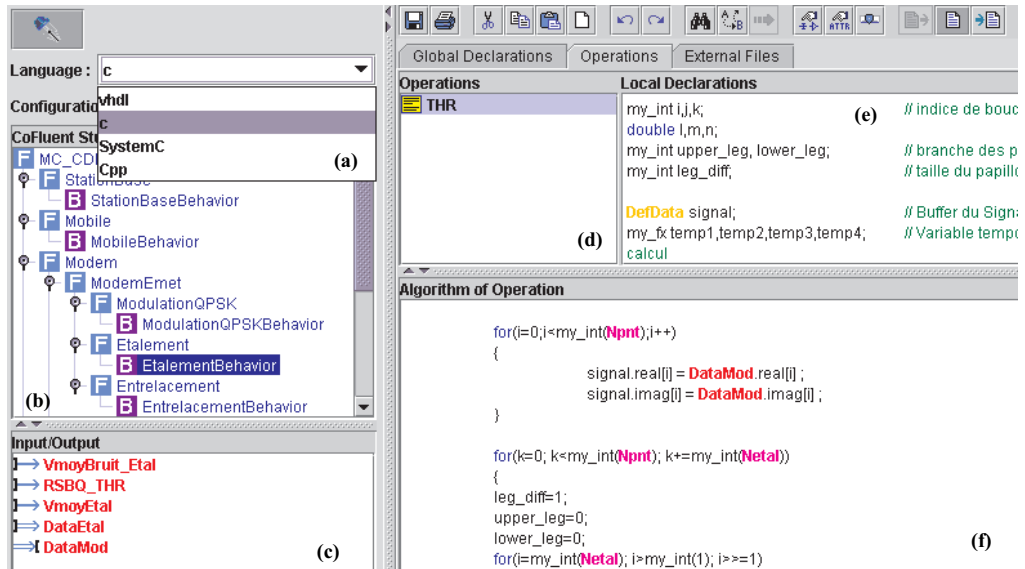 Language :
c
Configuratio
vhdl
c
SystemC
Cpp
(a)
CoFluent Stu
F MC_CD
F StationBase
B StationBaseBehavior
F Mobile
B MobileBehavior
F Modem
F ModemEmet
F ModulationQPSK
B ModulationQPSKBehavior
F Etalement
B EtalementBehavior
F Entrelacement
B EntrelacementBehavior
(b)
Input/Output
VmoyBruit_Etal
RSBQ_THR
VmoyEtal
DataEtal
DataMod
(c)
A B
ATTR
Global Declarations Operations External Files
Operations
THR
(d)
Local Declarations
my_int i,j,k; // indice de bouc
(e)
double l,m,n;
my_int upper_leg, lower_leg; // branche des p
my_int leg_diff; // taille du papillo
DefData signal; // Buffer du Signa
my_fx temp1,temp2,temp3,temp4; // Variable tempo
calcul
Algorithm of Operation
for(i=0;i<my_int(Npnt);i++)
{
signal.real[i] = DataMod.real[i] ;
signal.imag[i] = DataMod.imag[i] ;
}
for(k=0; k<my_int(Npnt); k+=my_int(Netal))
{
leg_diff=1;
upper_leg=0;
lower_leg=0;
for(i=my_int(Netal); i>my_int(1); i>>=1)
(f)